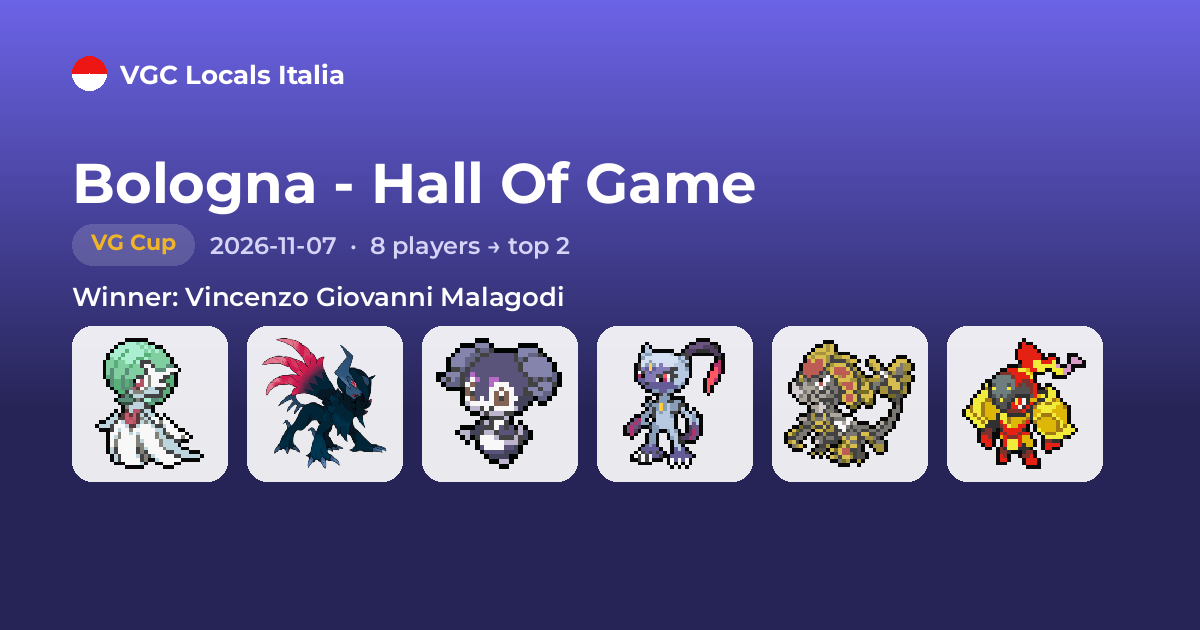 VGC Locals Italia
Bologna - Hall Of Game
VG Cup 2026-11-07 · 8 players → top 2
Winner: Vincenzo Giovanni Malagodi